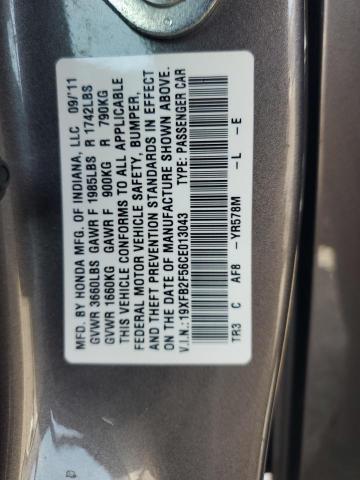 MFD. BY HONDA MFG. OF INDIANA, LLC 09/'11
GVWR 3660LBS GAWR F 1985LBS R 1742LBS
GVWR 1660KG GAWR F 900KG R 790KG
THIS VEHICLE CONFORMS TO ALL APPLICABLE
FEDERAL MOTOR VEHICLE SAFETY, BUMPER,
AND THEFT PREVENTION STANDARDS IN EFFECT
ON THE DATE OF MANUFACTURE SHOWN ABOVE.
V.I.N.:19XFB2F56CE013043 TYPE: PASSENGER CAR
TR3 C AF8 -YR578M -L -E